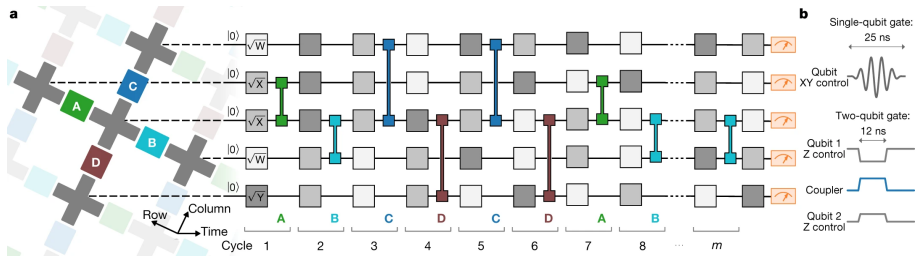 a
b
Single-qubit gate:
25 ns
Qubit
XY control
Two-qubit gate:
12 ns
Qubit 1
Z control
Coupler
Qubit 2
Z control
A
B
C
D
Row
Column
Time
|0⟩ √W
|0⟩ √X
|0⟩ √X
|0⟩ √W
|0⟩ √Y
A B C D C D A B
Cycle 1 2 3 4 5 6 7 8 ... m